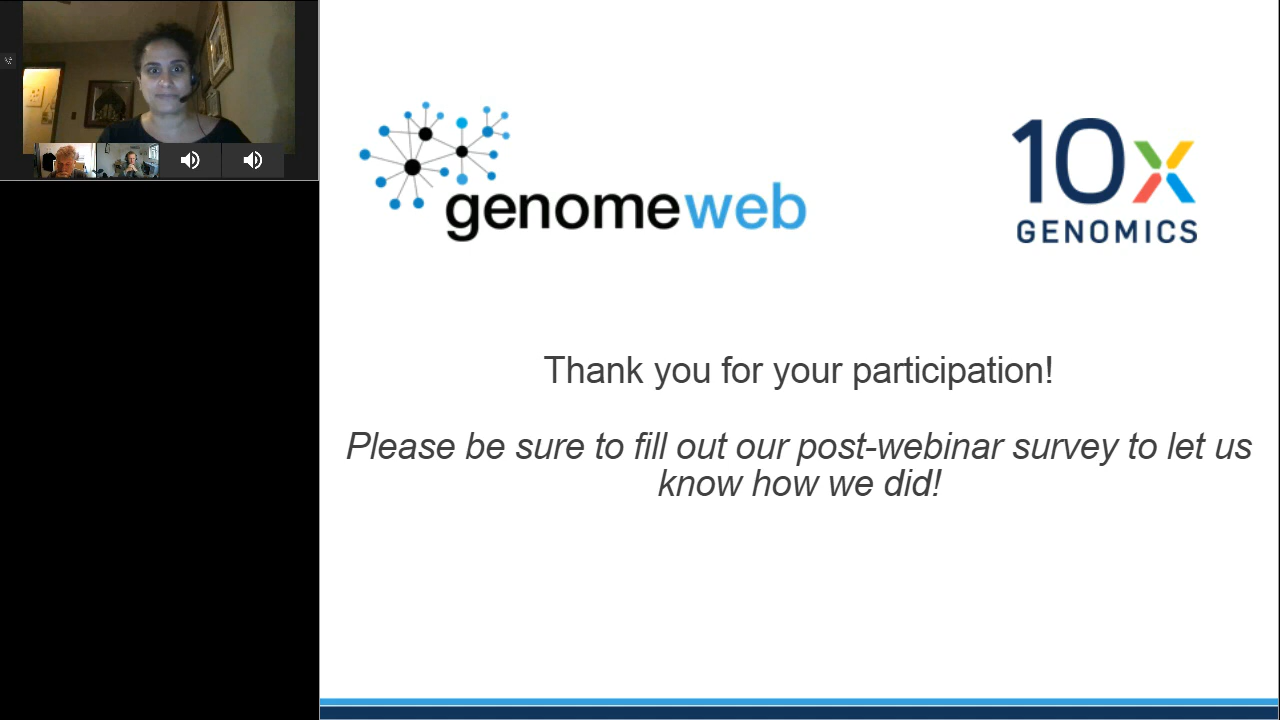 genomeweb
10x
GENOMICS
Thank you for your participation!
Please be sure to fill out our post-webinar survey to let us
know how we did!